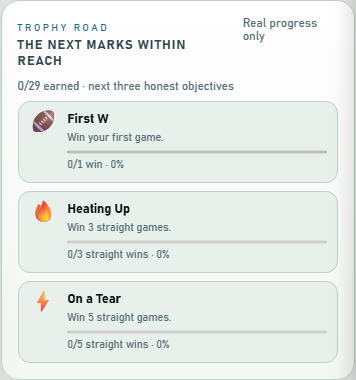 TROPHY ROAD
THE NEXT MARKS WITHIN
REACH
Real progress
only
0/29 earned · next three honest objectives
First W
Win your first game.
0/1 win · 0%
Heating Up
Win 3 straight games.
0/3 straight wins · 0%
On a Tear
Win 5 straight games.
0/5 straight wins · 0%